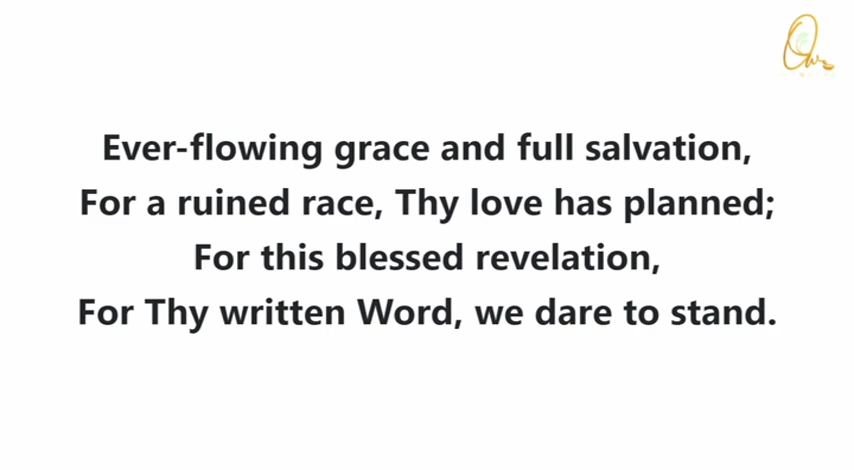 Ever-flowing grace and full salvation,
For a ruined race, Thy love has planned;
For this blessed revelation,
For Thy written Word, we dare to stand.